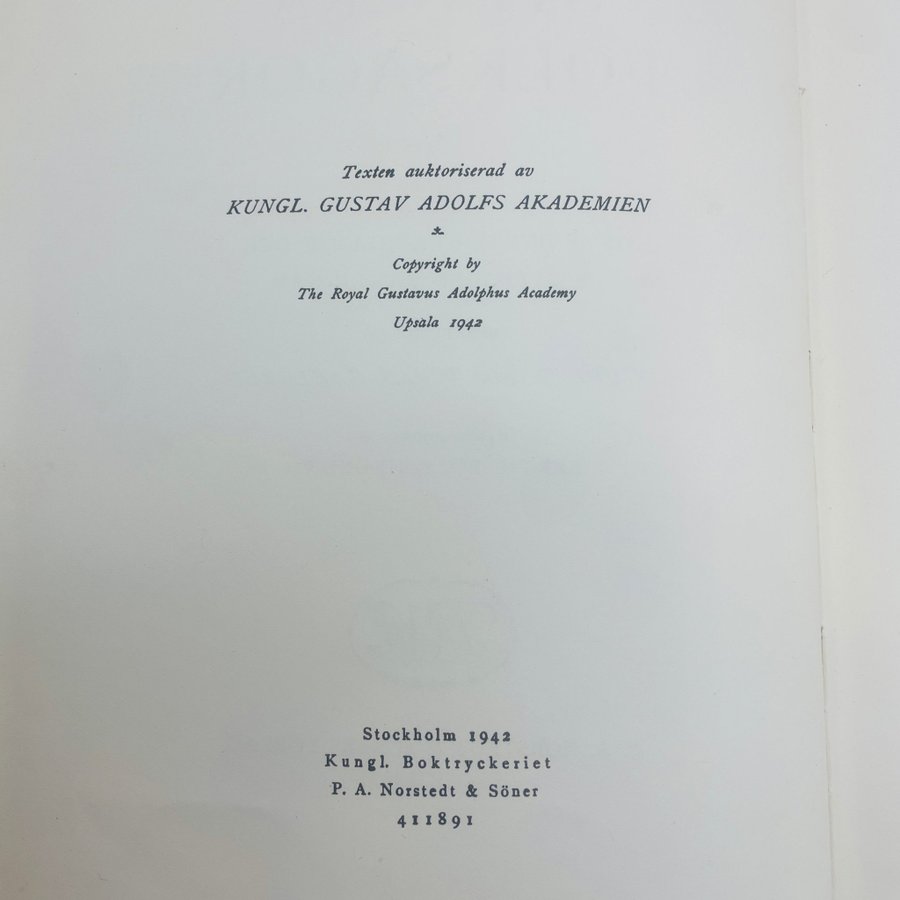 Texten auktoriserad av
KUNGL. GUSTAV ADOLFS AKADEMIEN
Copyright by
The Royal Gustavus Adolphus Academy
Upsala 1942
Stockholm 1942
Kungl. Boktryckeriet
P. A. Norstedt & Söner
411891